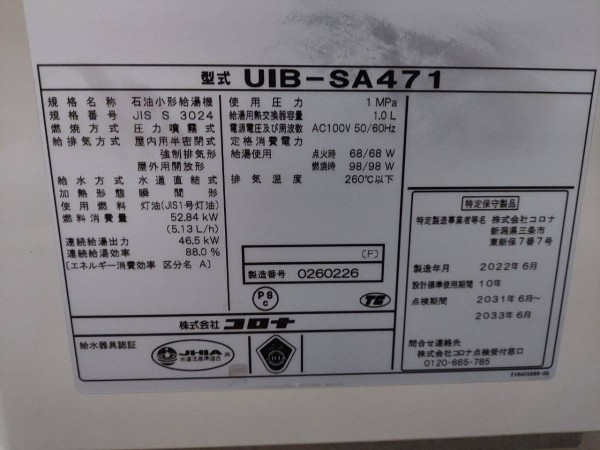 型式 UIB-SA471
規格名称 石油小形給湯機
規格番号 JIS S 3024
燃焼方式 圧力噴霧式
給排気方式 屋内用半密閉式
強制排気形
屋外用開放形
給水方式 水道直結式
加熱形態 瞬間形
使用燃料 灯油(JIS1号灯油)
燃料消費量 52.84 kW
(5.13 L/h)
連続給湯出力 46.5 kW
連続給湯効率 88.0 %
[エネルギー消費効率 区分名 A]
使用圧力 1 MPa
給湯用熱交換器容量 1.0 L
電源電圧及び周波数 AC100V 50/60Hz
定格消費電力
給湯使用 点火時 68/68 W
燃焼時 98/98 W
排気温度 260℃以下
(F)
製造番号 0260226
PS
C
株式会社 コロナ
給水器具認証
JHIA
特定保守製品
特定製造事業者等名 株式会社コロナ
新潟県三条市
東新保7番7号
製造年月 2022年6月
設計標準使用期間 10年
点検期間 2031年6月~
2033年6月
問合せ連絡先
株式会社コロナ点検受付窓口
0120-665-785